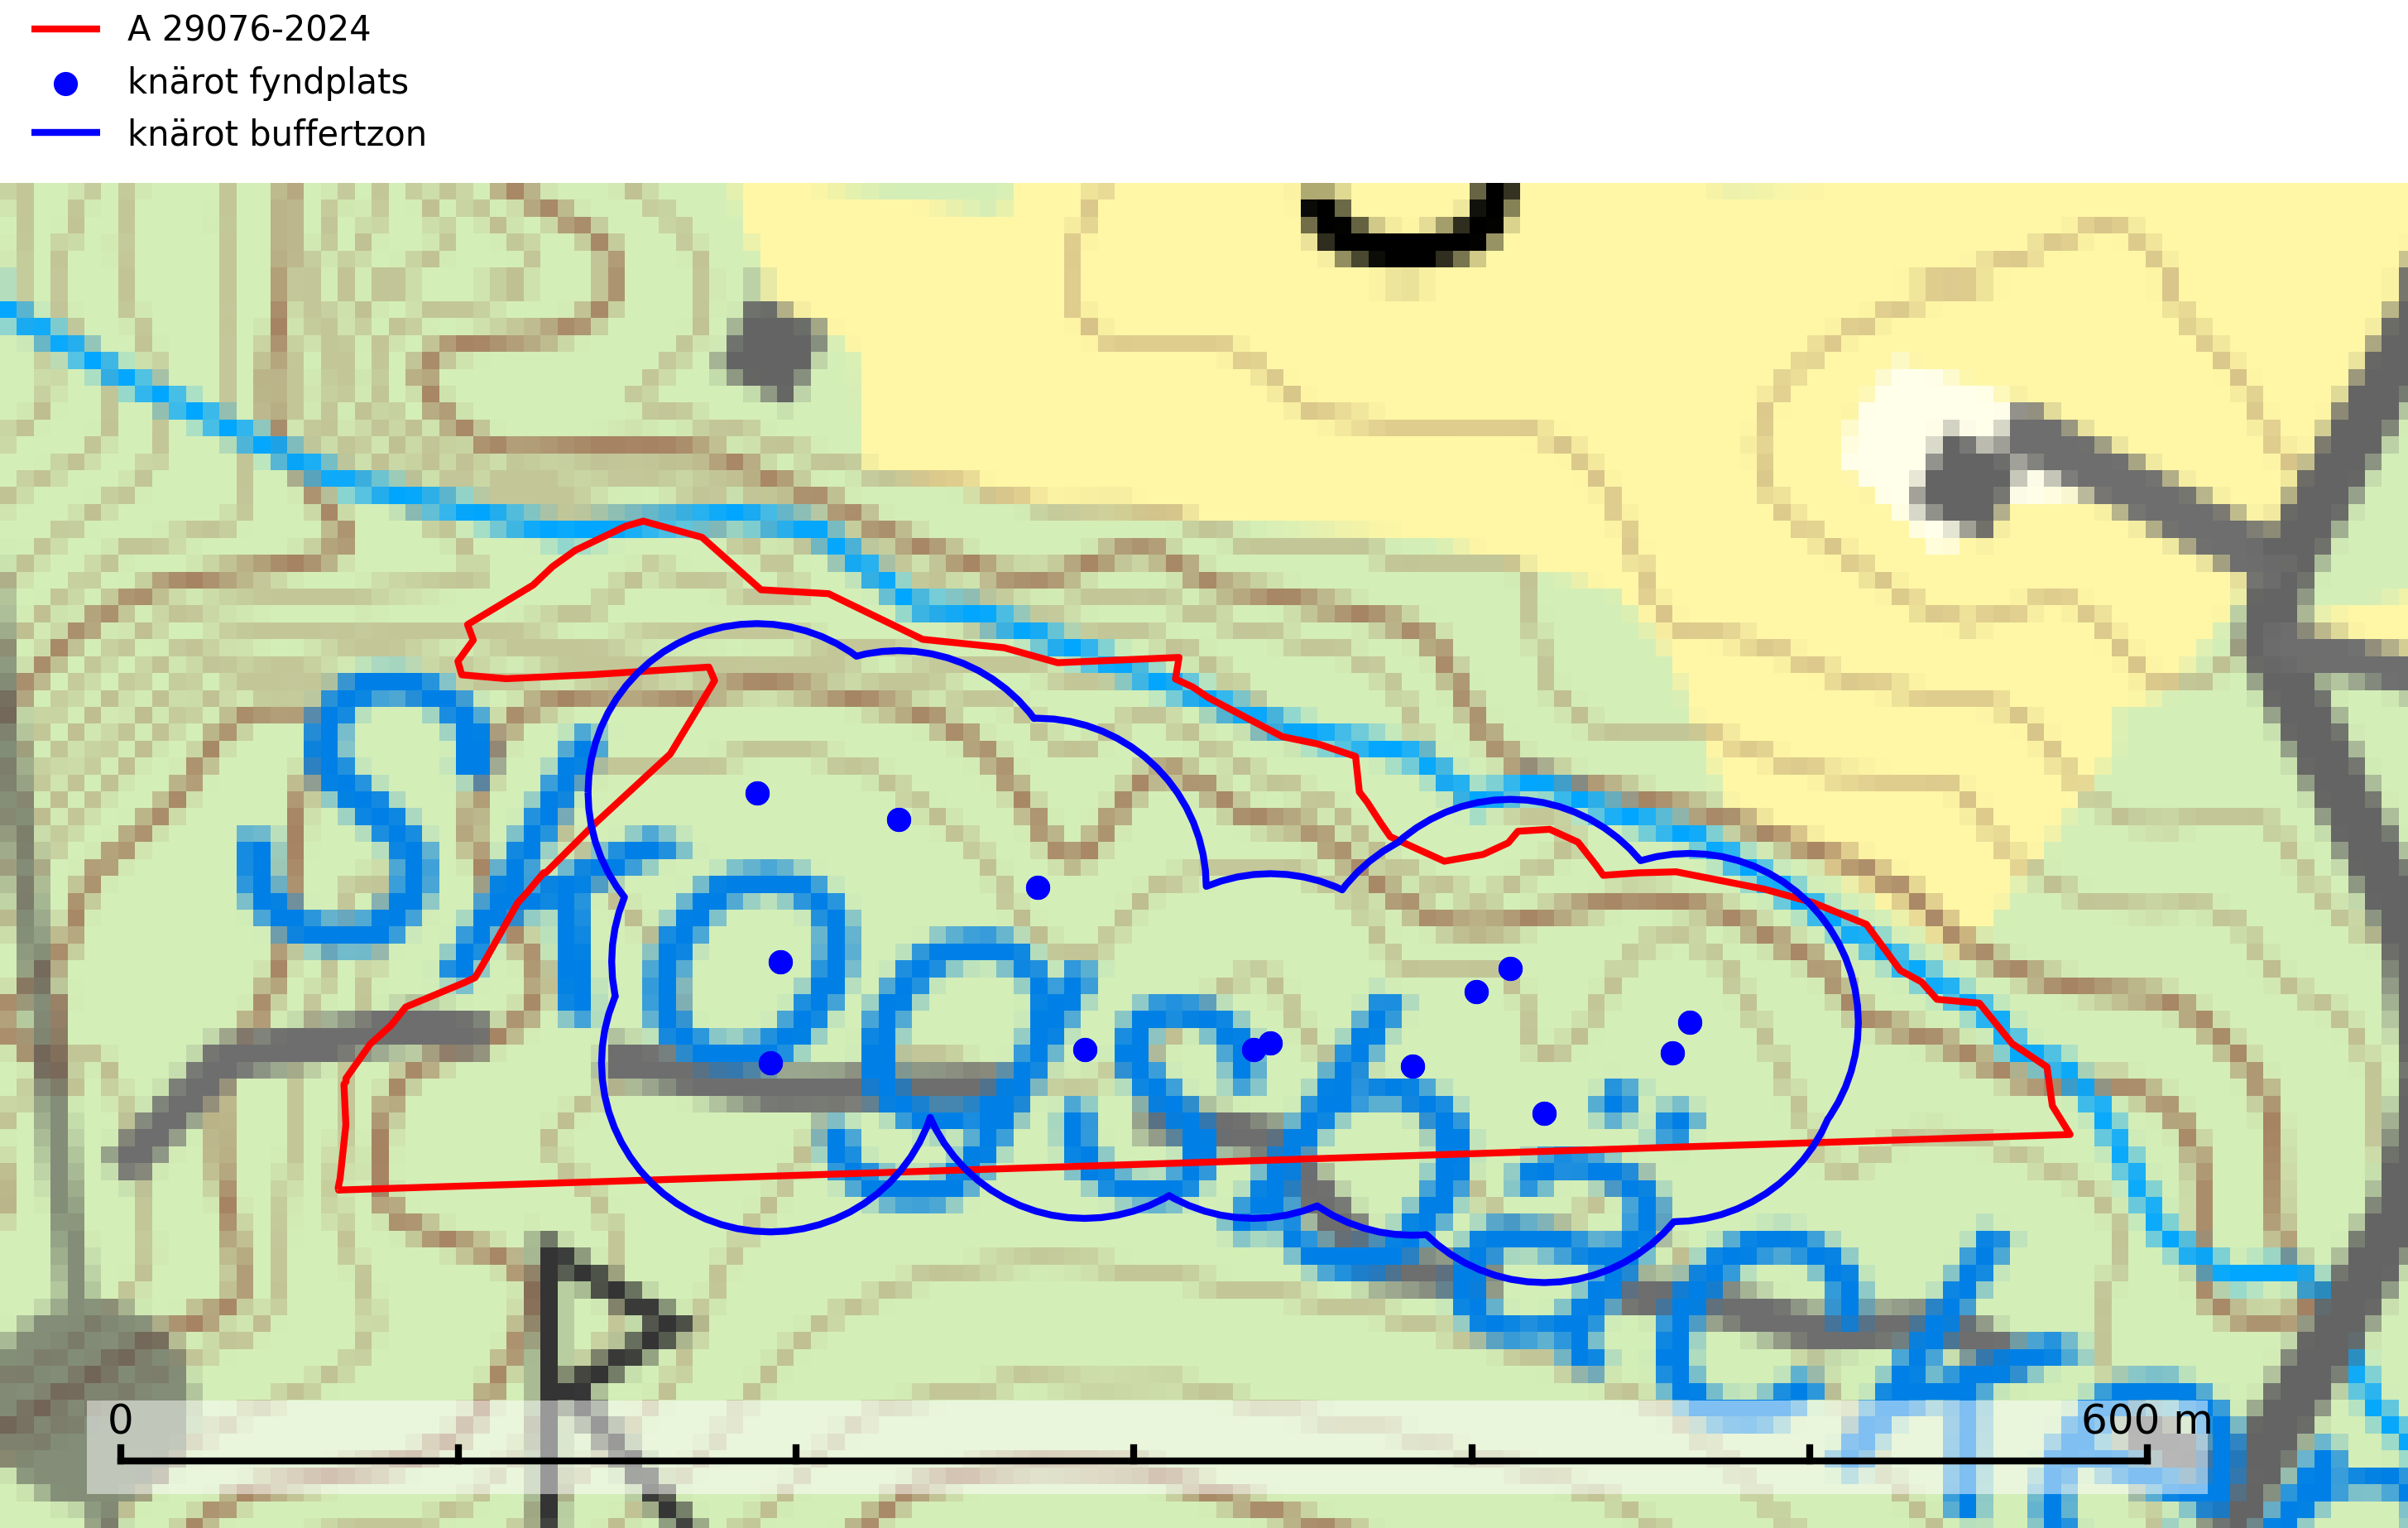 A 29076-2024
knärot fyndplats
knärot buffertzon
0
600 m